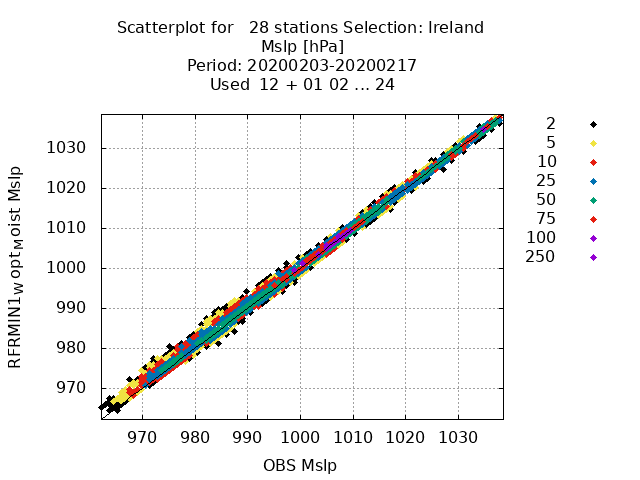 Scatterplot for   28 stations Selection: Ireland
Mslp [hPa]
Period: 20200203-20200217
Used  12 + 01 02 ... 24
2
5
10
25
50
75
100
250
1030
1020
1010
1000
990
980
970
RFRMIN1W optMoist Mslp
970 980 990 1000 1010 1020 1030
OBS Mslp